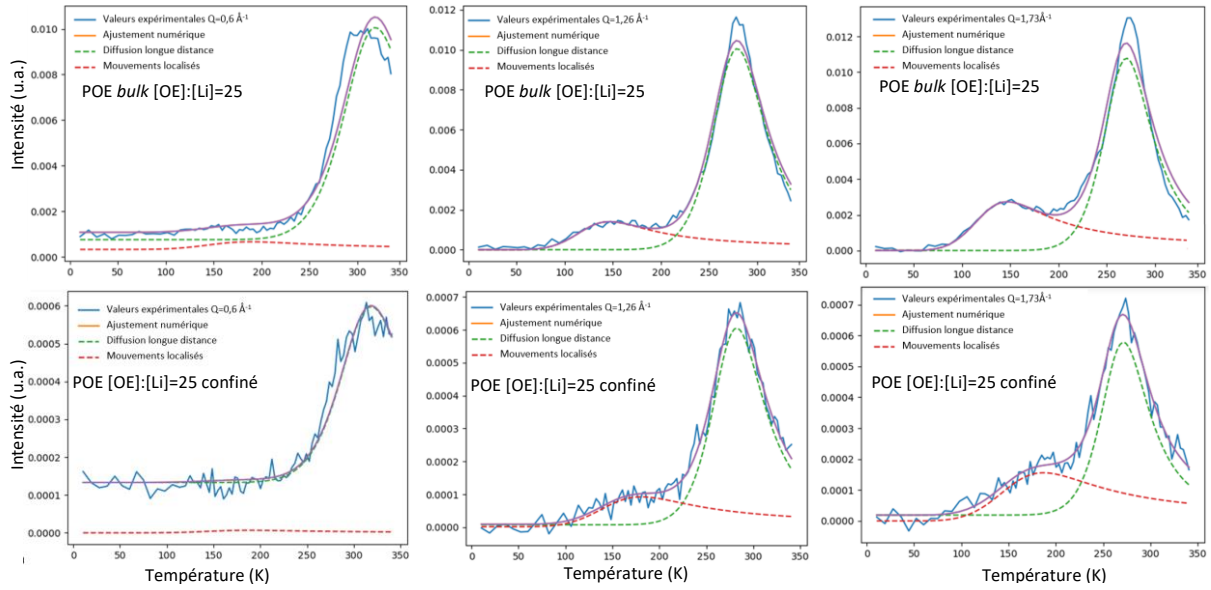 Valeurs expérimentales Q=0,6 Å⁻¹
Ajustement numérique
Diffusion longue distance
Mouvements localisés
POE bulk [OE]:[Li]=25
Intensité (u.a.)
0.010
0.008
0.006
0.004
0.002
0.000
0 50 100 150 200 250 300 350
Valeurs expérimentales Q=1,26 Å⁻¹
Ajustement numérique
Diffusion longue distance
Mouvements localisés
POE bulk [OE]:[Li]=25
0.012
0.010
0.008
0.006
0.004
0.002
0.000
0 50 100 150 200 250 300 350
Valeurs expérimentales Q=1,73Å⁻¹
Ajustement numérique
Diffusion longue distance
Mouvements localisés
POE bulk [OE]:[Li]=25
0.012
0.010
0.008
0.006
0.004
0.002
0.000
0 50 100 150 200 250 300 350
Valeurs expérimentales Q=0,6 Å⁻¹
Ajustement numérique
Diffusion longue distance
Mouvements localisés
POE [OE]:[Li]=25 confiné
Intensité (u.a.)
0.0006
0.0005
0.0004
0.0003
0.0002
0.0001
0.0000
0 50 100 150 200 250 300 350
Température (K)
Valeurs expérimentales Q=1,26 Å⁻¹
Ajustement numérique
Diffusion longue distance
Mouvements localisés
POE [OE]:[Li]=25 confiné
0.0007
0.0006
0.0005
0.0004
0.0003
0.0002
0.0001
0.0000
0 50 100 150 200 250 300 350
Température (K)
Valeurs expérimentales Q=1,73Å⁻¹
Ajustement numérique
Diffusion longue distance
Mouvements localisés
POE [OE]:[Li]=25 confiné
0.0007
0.0006
0.0005
0.0004
0.0003
0.0002
0.0001
0.0000
0 50 100 150 200 250 300 350
Température (K)